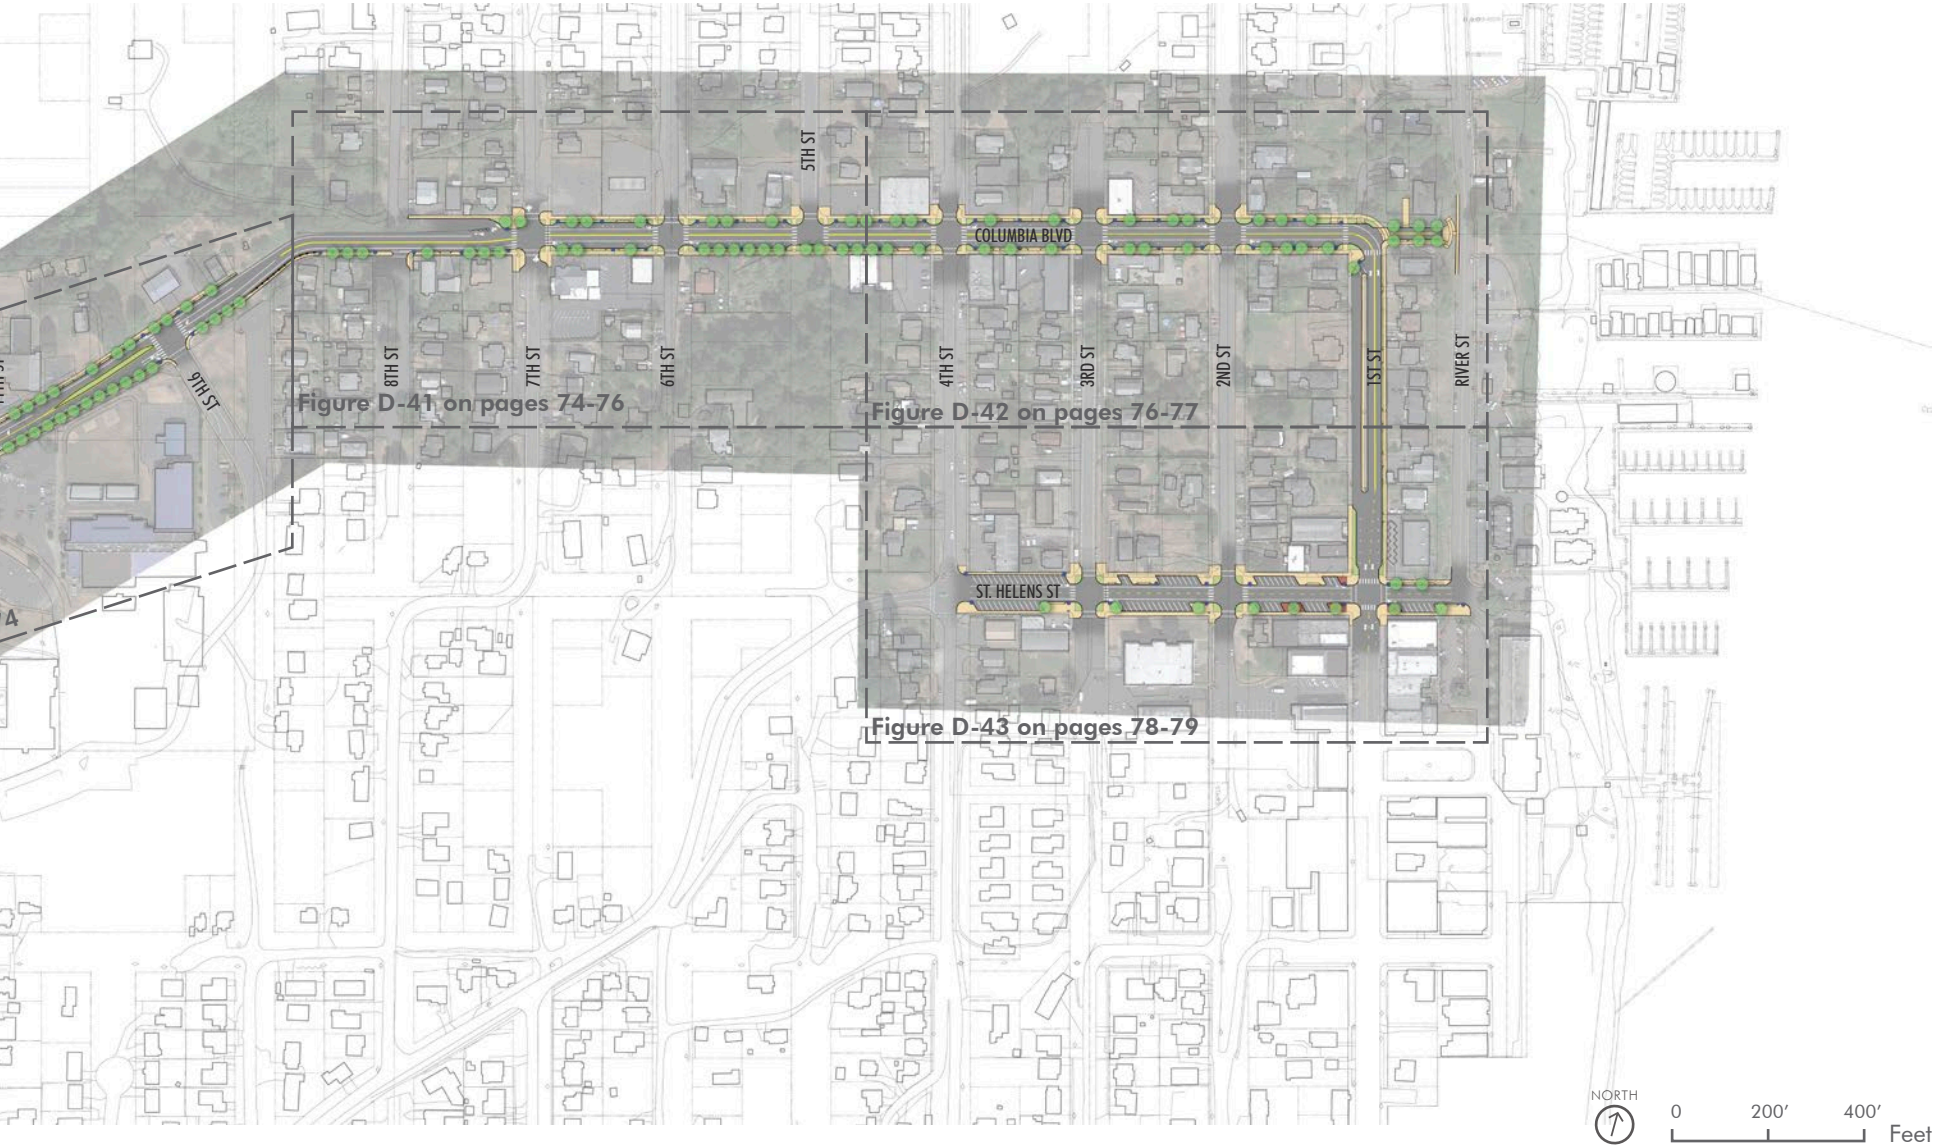 5TH ST
COLUMBIA BLVD
8TH ST
7TH ST
6TH ST
4TH ST
3RD ST
2ND ST
1ST ST
RIVER ST
9TH ST
Figure D-41 on pages 74-76
Figure D-42 on pages 76-77
ST. HELENS ST
Figure D-43 on pages 78-79
NORTH
0 200’ 400’
Feet